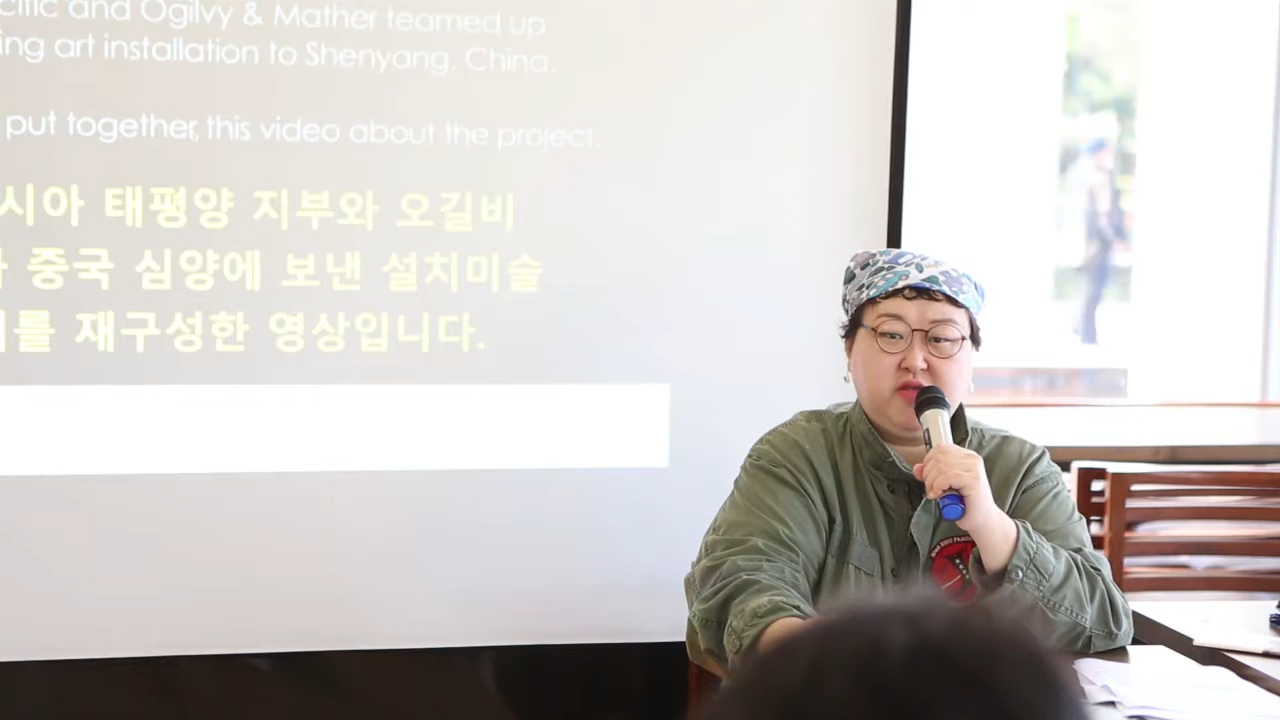 cific and Ogilvy & Mather teamed up
ing art installation to Shenyang, China.
put together, this video about the project.
시아 태평양 지부와 오길비
중국 심양에 보낸 설치미술
를 재구성한 영상입니다.